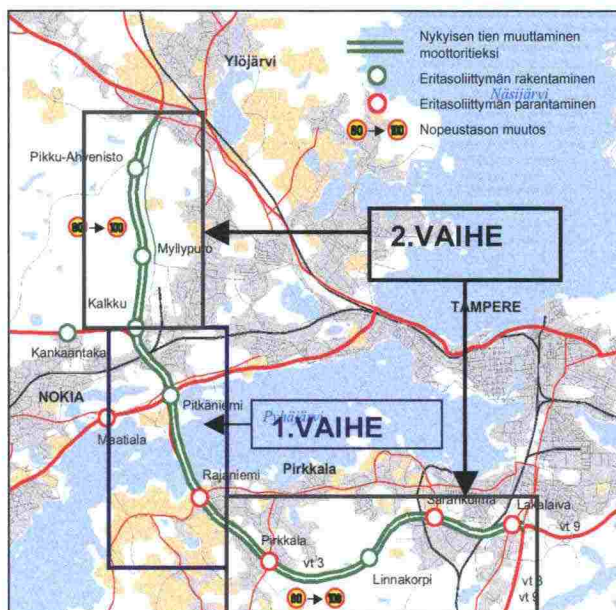 Nykyisen tien muuttaminen
moottoritieksi
Eritasoliittymän rakentaminen
Näsijärvi
Eritasoliittymän parantaminen
80 100 Nopeustason muutos
Ylöjärvi
Pikku-Ahvenisto
80 100
Myllypuro
2.VAIHE
Kalkku
TAMPERE
Kankaantaka
NOKIA
Pitkäniemi
Pyhäjärvi
1.VAIHE
Maatiala
Pirkkala
Rajaniemi
Sarankulma
Lakalaiva
Pirkkala
vt 3
vt 9
Linnakorpi
80 100
vt 3
vt 9